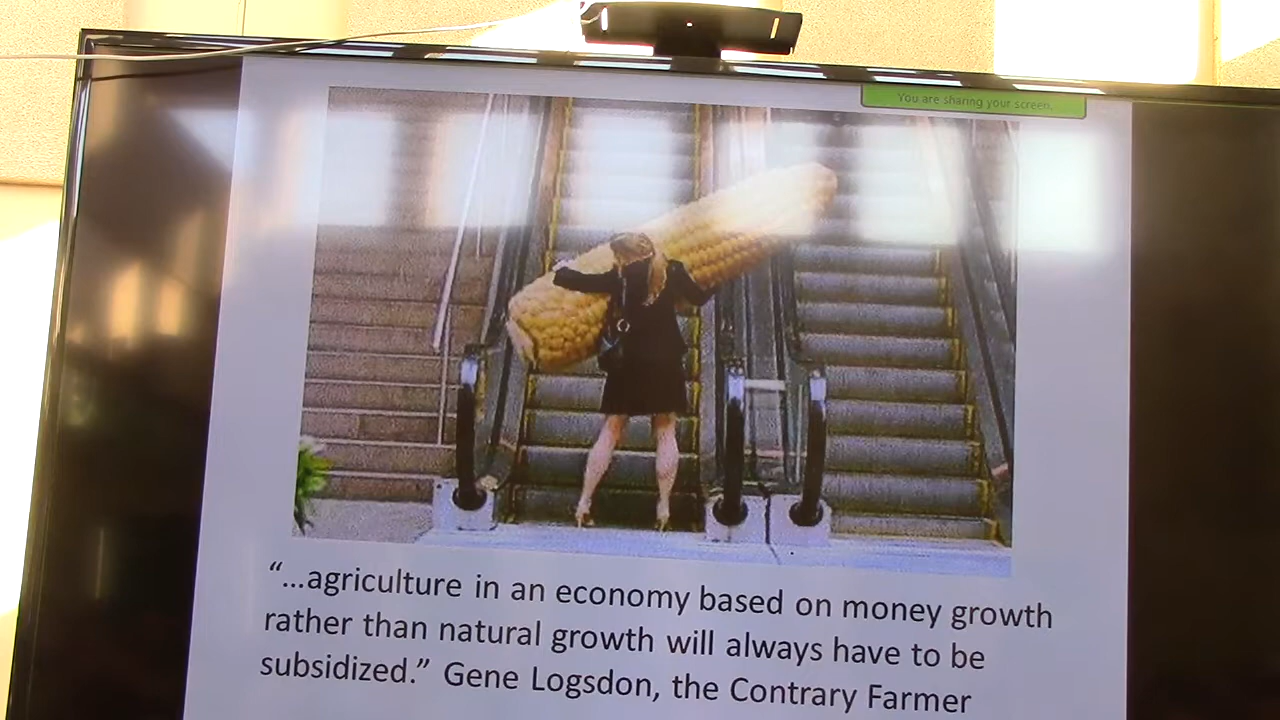 You are sharing your screen.
“...agriculture in an economy based on money growth
rather than natural growth will always have to be
subsidized.” Gene Logsdon, the Contrary Farmer